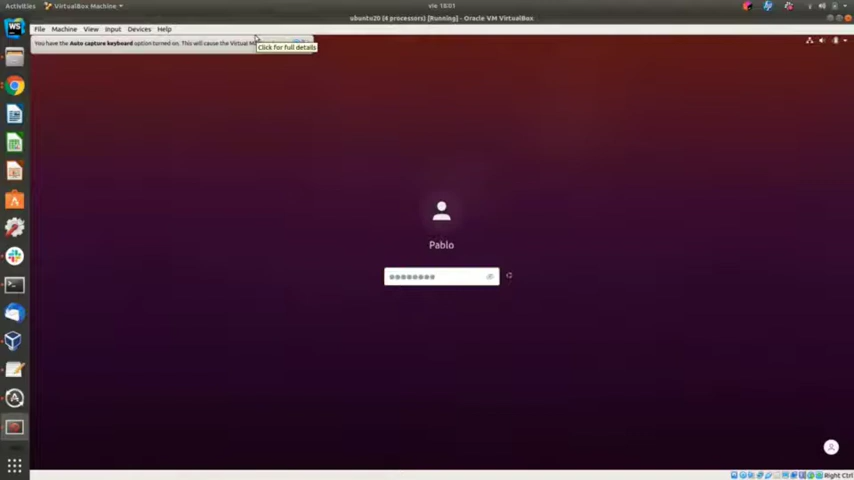 Activities
VirtualBox Machine
vie 18:01
ubuntu20 (4 processors) [Running] - Oracle VM VirtualBox
File Machine View Input Devices Help
You have the Auto capture keyboard option turned on. This will cause the Virtual
Click for full details
WS
Pablo
Right Ctrl